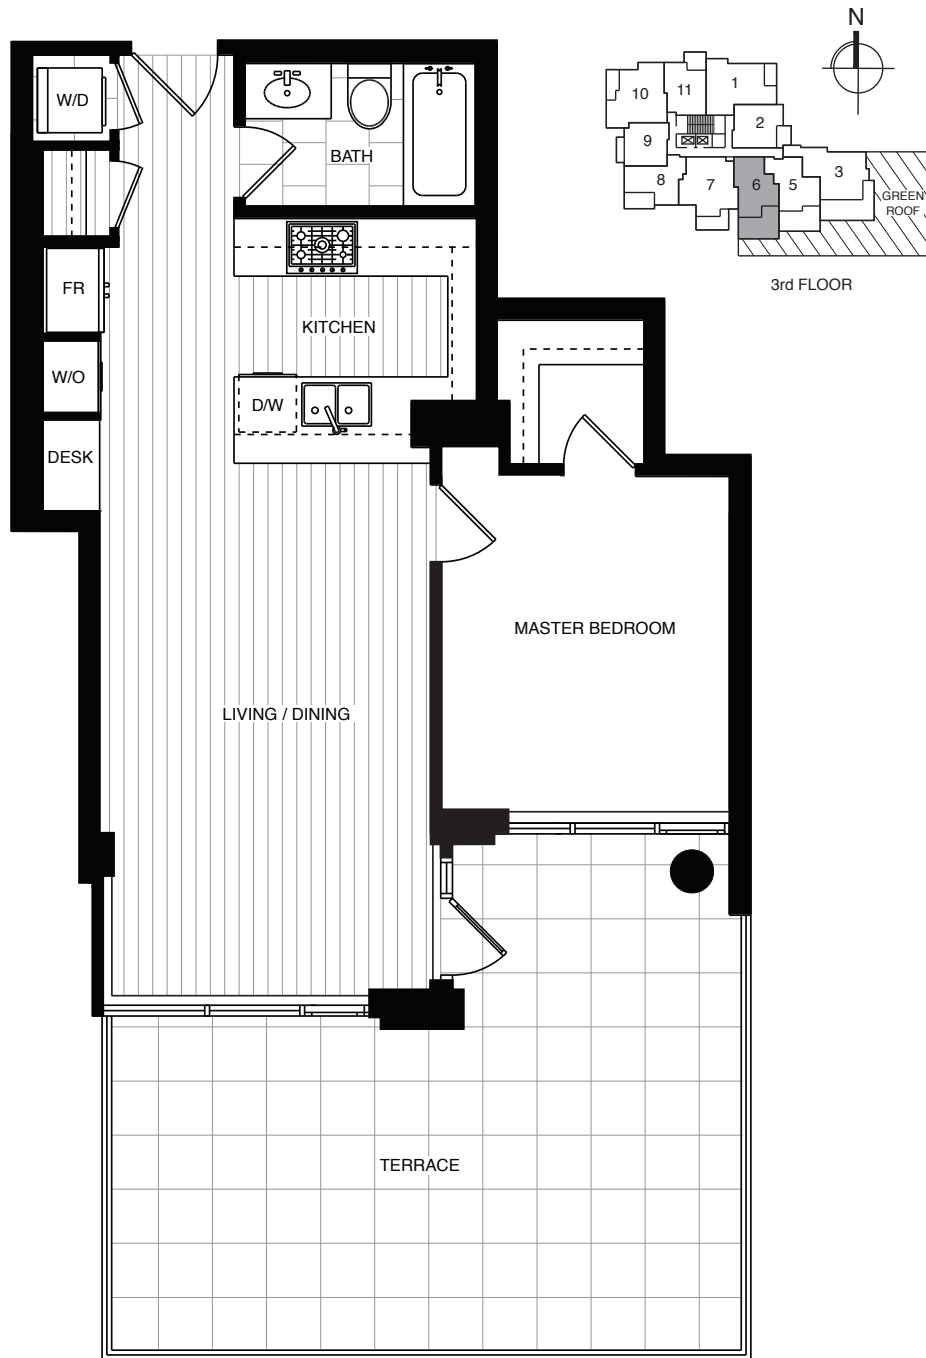 N
W/D
BATH
10
11
1
2
9
8
7
6
5
3
GREEN
ROOF
3rd FLOOR
FR
KITCHEN
W/O
D/W
DESK
MASTER BEDROOM
LIVING / DINING
TERRACE